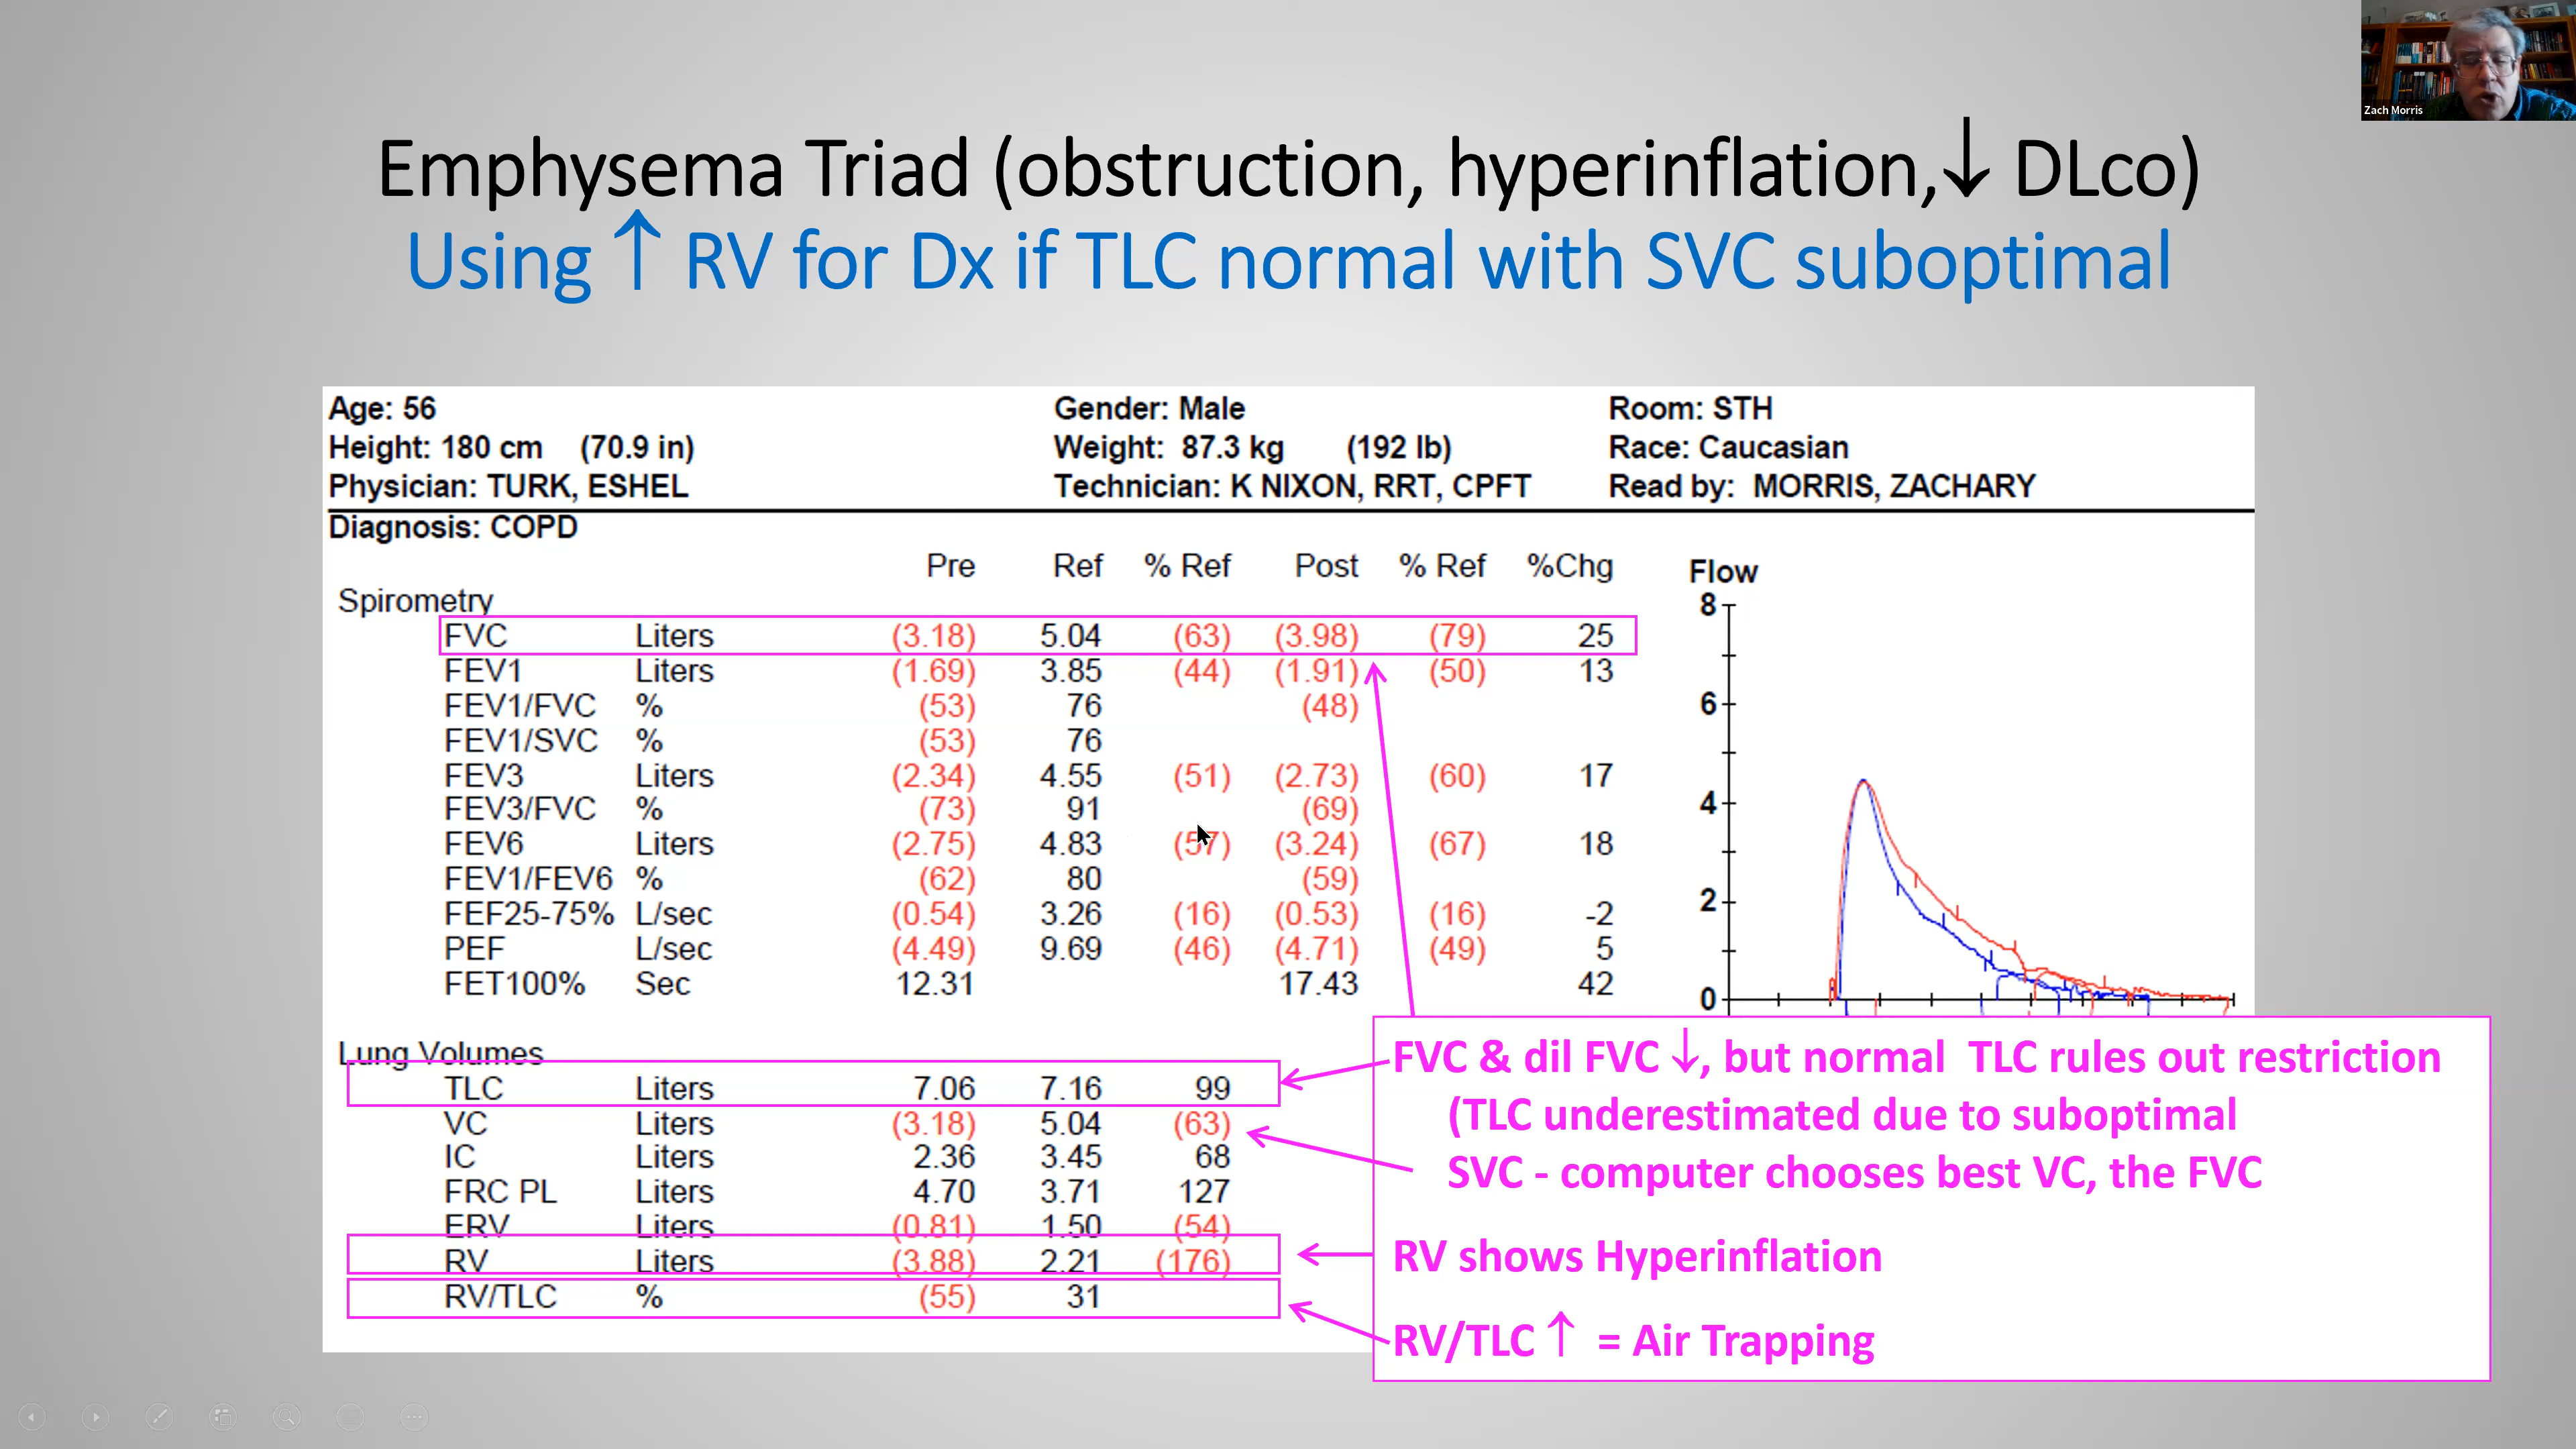 Zach Morris
Emphysema Triad (obstruction, hyperinflation,↓ DLco)
Using ↑ RV for Dx if TLC normal with SVC suboptimal
Age: 56 Gender: Male Room: STH
Height: 180 cm (70.9 in) Weight: 87.3 kg (192 lb) Race: Caucasian
Physician: TURK, ESHEL Technician: K NIXON, RRT, CPFT Read by: MORRIS, ZACHARY
Diagnosis: COPD
Pre Ref % Ref Post % Ref %Chg
Spirometry
FVC Liters (3.18) 5.04 (63) (3.98) (79) 25
FEV1 Liters (1.69) 3.85 (44) (1.91) (50) 13
FEV1/FVC % (53) 76 (48)
FEV1/SVC % (53) 76
FEV3 Liters (2.34) 4.55 (51) (2.73) (60) 17
FEV3/FVC % (73) 91 (69)
FEV6 Liters (2.75) 4.83 (57) (3.24) (67) 18
FEV1/FEV6 % (62) 80 (59)
FEF25-75% L/sec (0.54) 3.26 (16) (0.53) (16) -2
PEF L/sec (4.49) 9.69 (46) (4.71) (49) 5
FET100% Sec 12.31 17.43 42
Flow
8
6
4
2
0
Lung Volumes
TLC Liters 7.06 7.16 99
VC Liters (3.18) 5.04 (63)
IC Liters 2.36 3.45 68
FRC PL Liters 4.70 3.71 127
ERV Liters (0.81) 1.50 (54)
RV Liters (3.88) 2.21 (176)
RV/TLC % (55) 31
FVC & dil FVC ↓, but normal TLC rules out restriction
(TLC underestimated due to suboptimal
SVC - computer chooses best VC, the FVC
RV shows Hyperinflation
RV/TLC ↑ = Air Trapping